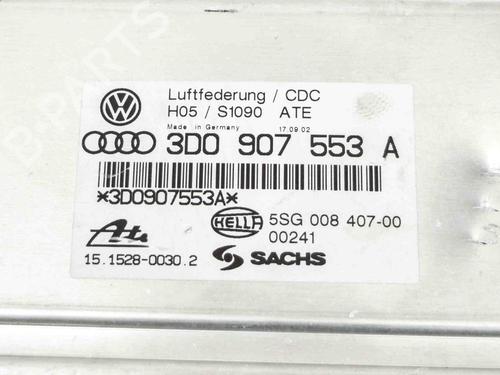 Luftfederung / CDC
H05 / S1090 ATE
Made in Germany 17.09.02
3D0 907 553 A
*3D0907553A*
HELLA 5SG 008 407-00
00241
Ate
15.1528-0030.2
SACHS